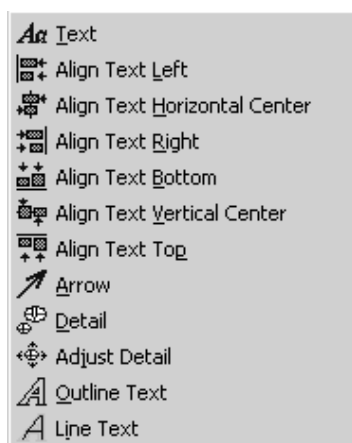 Text
Align Text Left
Align Text Horizontal Center
Align Text Right
Align Text Bottom
Align Text Vertical Center
Align Text Top
Arrow
Detail
Adjust Detail
Outline Text
Line Text